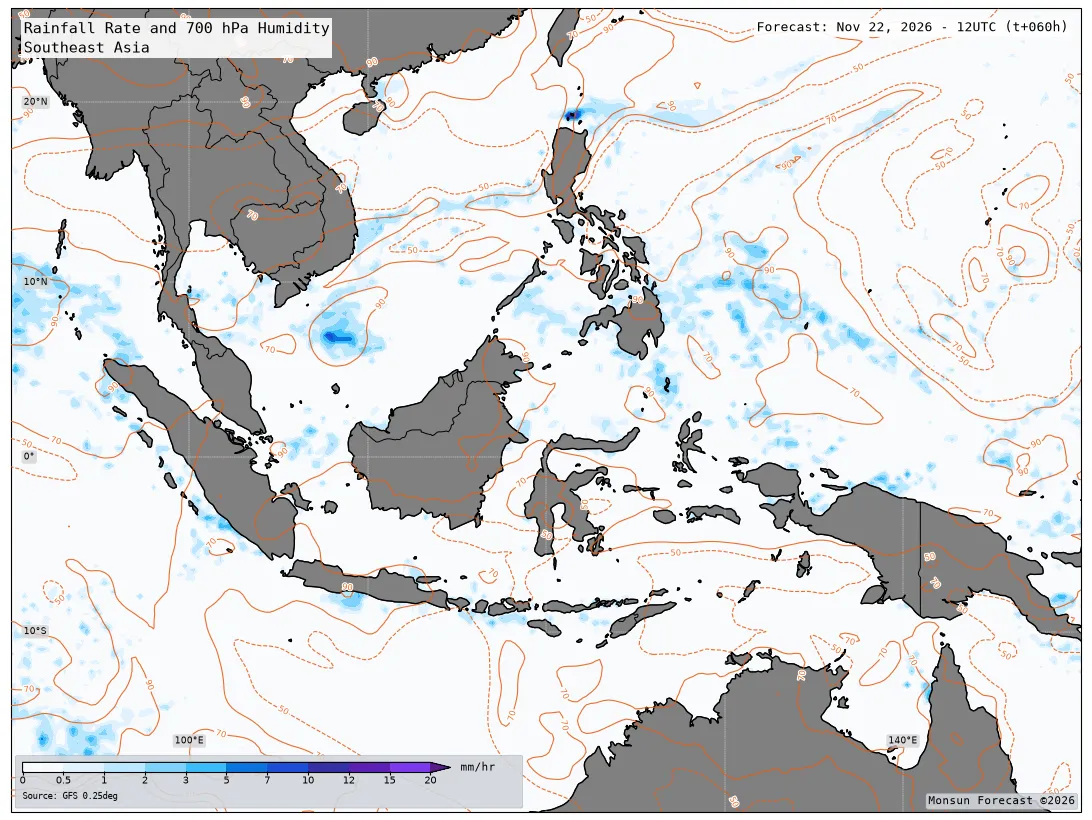 Rainfall Rate and 700 hPa Humidity
Southeast Asia
Forecast: Nov 22, 2026 - 12UTC (t+060h)
20°N
10°N
0°
10°S
100°E
140°E
0 0.5 1 2 3 5 7 10 12 15 20 mm/hr
Source: GFS 0.25deg
Monsun Forecast ©2026